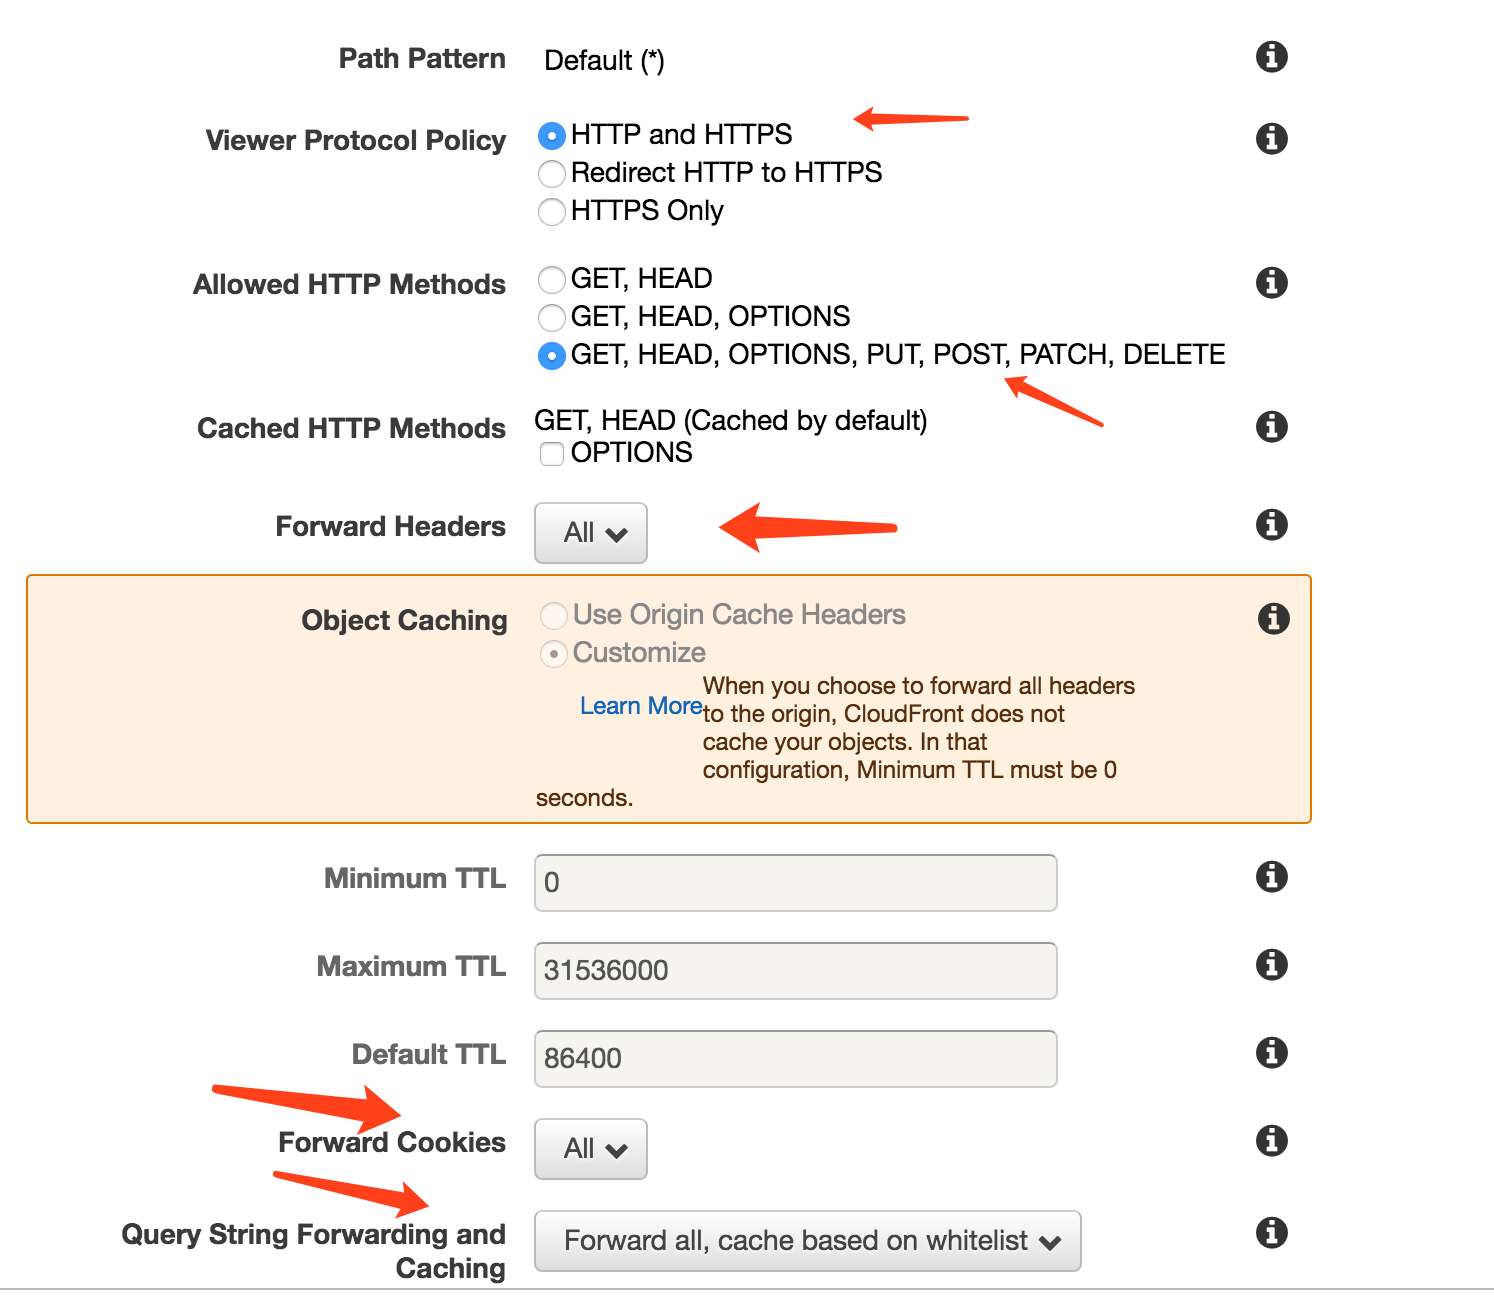 Path Pattern
Default (*)
Viewer Protocol Policy
HTTP and HTTPS
Redirect HTTP to HTTPS
HTTPS Only
Allowed HTTP Methods
GET, HEAD
GET, HEAD, OPTIONS
GET, HEAD, OPTIONS, PUT, POST, PATCH, DELETE
Cached HTTP Methods
GET, HEAD (Cached by default)
OPTIONS
Forward Headers
All
Object Caching
Use Origin Cache Headers
Customize
Learn More
When you choose to forward all headers
to the origin, CloudFront does not
cache your objects. In that
configuration, Minimum TTL must be 0
seconds.
Minimum TTL
0
Maximum TTL
31536000
Default TTL
86400
Forward Cookies
All
Query String Forwarding and
Caching
Forward all, cache based on whitelist